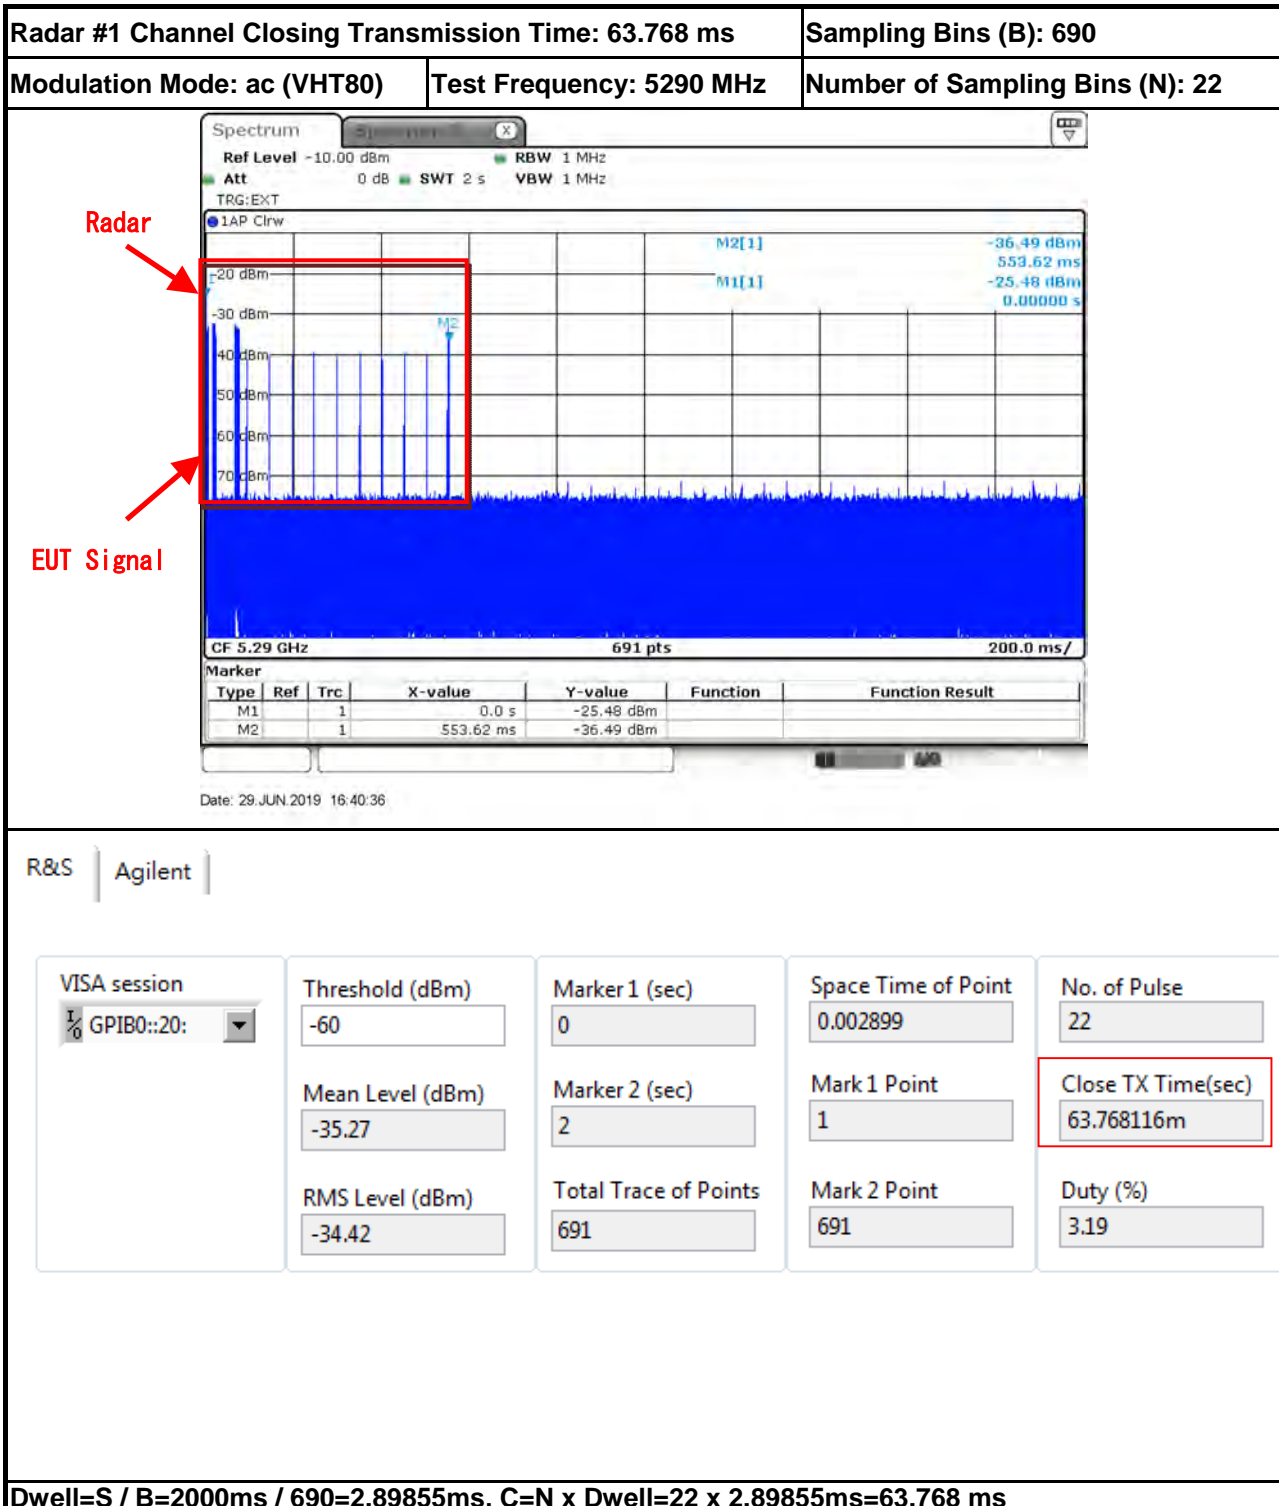 Radar #1 Channel Closing Transmission Time: 63.768 ms
Sampling Bins (B): 690
Modulation Mode: ac (VHT80)
Test Frequency: 5290 MHz
Number of Sampling Bins (N): 22
Spectrum
X
Ref Level -10.00 dBm
RBW 1 MHz
Att 0 dB SWT 2 s VBW 1 MHz
TRG:EXT
1AP Clrw
Radar
M2[1] -36.49 dBm
553.62 ms
M1[1] -25.48 dBm
0.00000 s
-20 dBm
-30 dBm
M2
40 dBm
50 dBm
60 dBm
70 dBm
EUT Signal
CF 5.29 GHz 691 pts 200.0 ms/
Marker
Type Ref Trc X-value Y-value Function Function Result
M1 1 0.0 s -25.48 dBm
M2 1 553.62 ms -36.49 dBm
Date: 29.JUN.2019 16:40:36
R&S Agilent
VISA session
GPIB0::20:
Threshold (dBm)
-60
Mean Level (dBm)
-35.27
RMS Level (dBm)
-34.42
Marker 1 (sec)
0
Marker 2 (sec)
2
Total Trace of Points
691
Space Time of Point
0.002899
Mark 1 Point
1
Mark 2 Point
691
No. of Pulse
22
Close TX Time(sec)
63.768116m
Duty (%)
3.19
Dwell=S / B=2000ms / 690=2.89855ms, C=N x Dwell=22 x 2.89855ms=63.768 ms